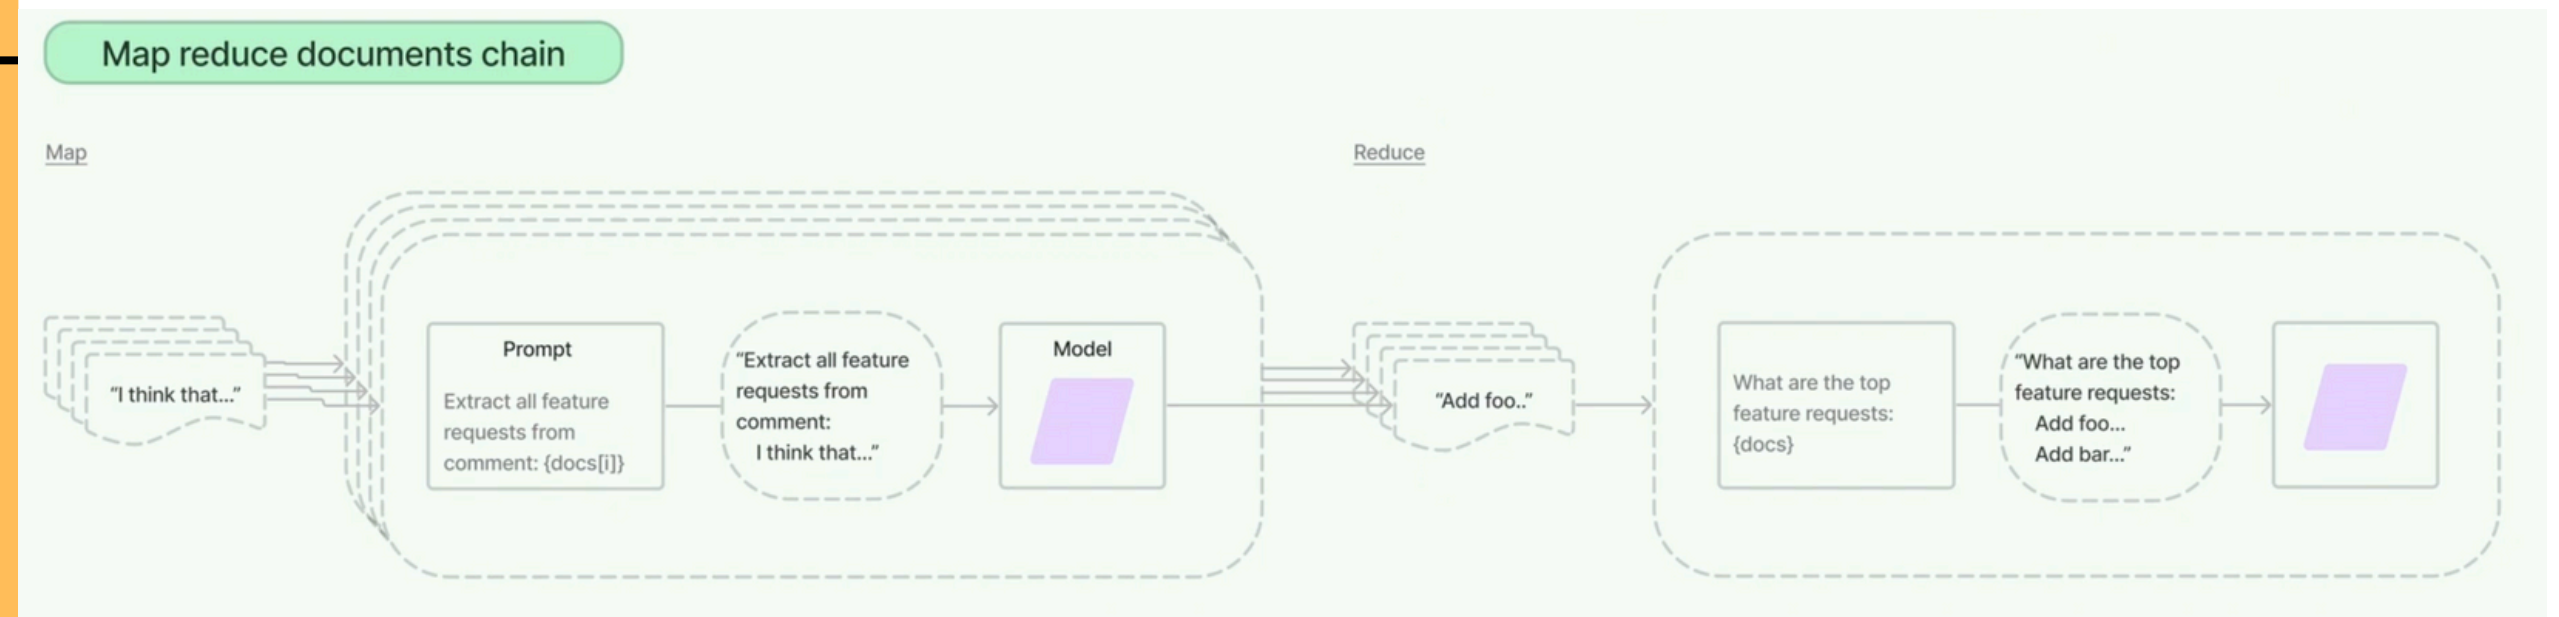 Map reduce documents chain
Map
Reduce
“I think that...”
Prompt
Extract all feature
requests from
comment: {docs[i]}
“Extract all feature
requests from
comment:
I think that...”
Model
“Add foo..”
What are the top
feature requests:
{docs}
“What are the top
feature requests:
Add foo...
Add bar...”